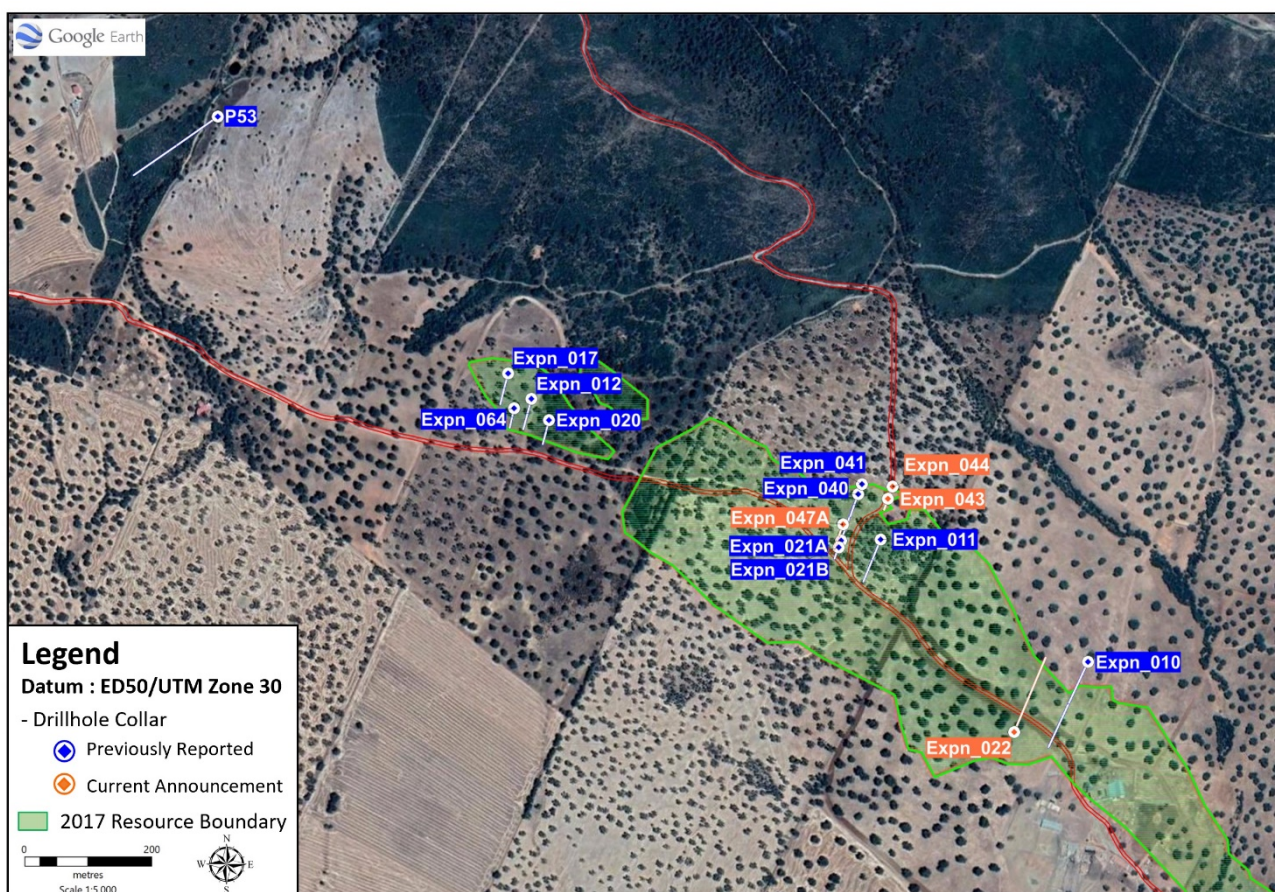 Google Earth
P53
Expn_017
Expn_012
Expn_064
Expn_020
Expn_041
Expn_044
Expn_040
Expn_043
Expn_047A
Expn_011
Expn_021A
Expn_021B
Expn_010
Expn_022
Legend
Datum : ED50/UTM Zone 30
- Drillhole Collar
Previously Reported
Current Announcement
2017 Resource Boundary
0 200
metres
Scale 1:5,000
N
W E
S